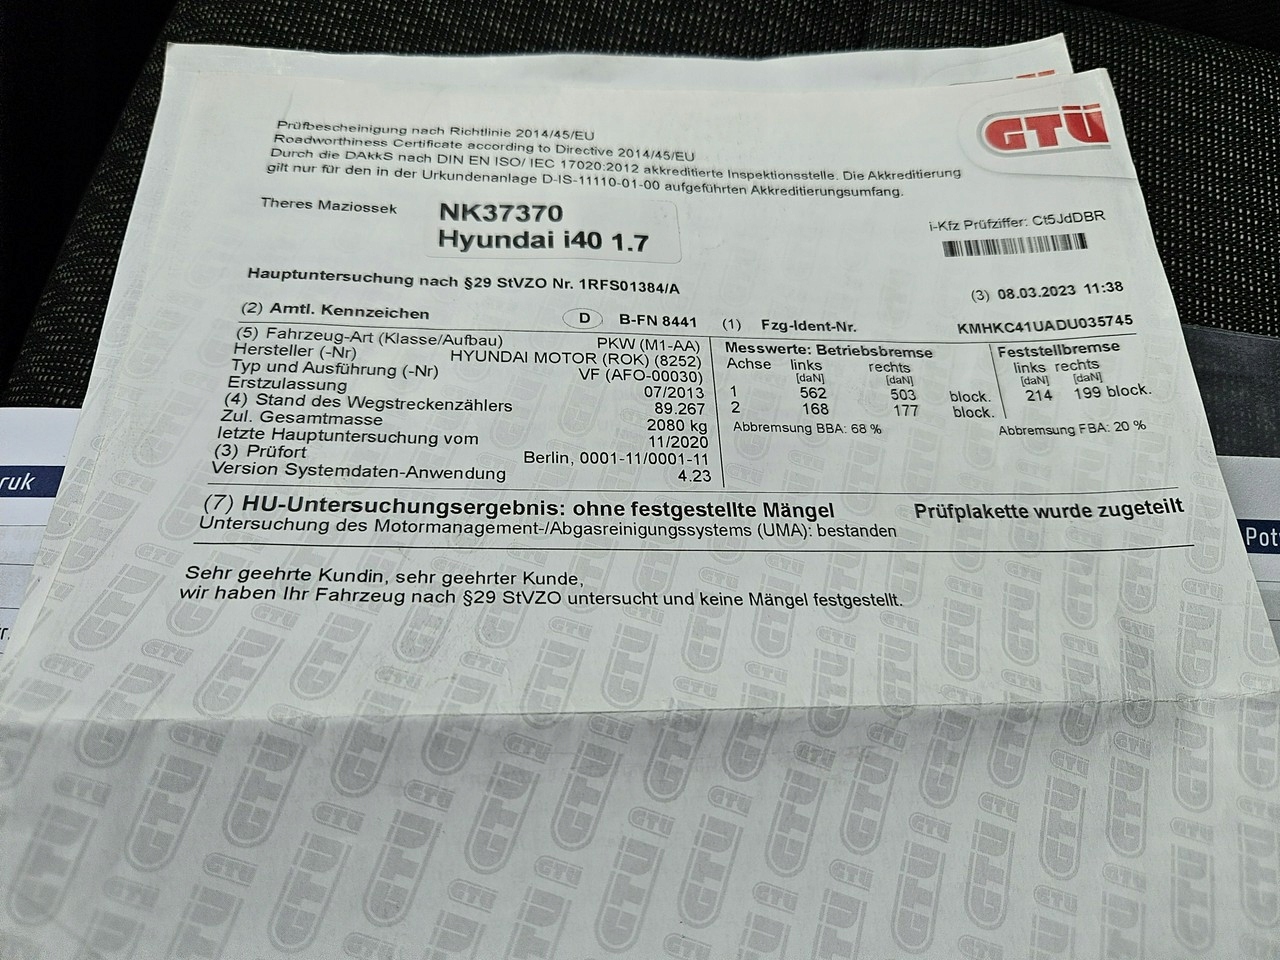 GTÜ
Prüfbescheinigung nach Richtlinie 2014/45/EU
Roadworthiness Certificate according to Directive 2014/45/EU
Durch die DAkkS nach DIN EN ISO/ IEC 17020:2012 akkreditierte Inspektionsstelle. Die Akkreditierung
gilt nur für den in der Urkundenanlage D-IS-11110-01-00 aufgeführten Akkreditierungsumfang.
Theres Maziossek
NK37370
Hyundai i40 1.7
i-Kfz Prüfziffer: Ct5JdDBR
Hauptuntersuchung nach §29 StVZO Nr. 1RFS01384/A
(3) 08.03.2023 11:38
(2) Amtl. Kennzeichen D B-FN 8441 (1) Fzg-Ident-Nr. KMHKC41UADU035745
(5) Fahrzeug-Art (Klasse/Aufbau) PKW (M1-AA)
Hersteller (-Nr) HYUNDAI MOTOR (ROK) (8252)
Typ und Ausführung (-Nr) VF (AFO-00030)
Erstzulassung 07/2013
(4) Stand des Wegstreckenzählers 89.267
Zul. Gesamtmasse 2080 kg
letzte Hauptuntersuchung vom 11/2020
(3) Prüfort Berlin, 0001-11/0001-11
Version Systemdaten-Anwendung 4.23
Messwerte: Betriebsbremse Feststellbremse
Achse links rechts links rechts
[daN] [daN] [daN] [daN]
1 562 503 block. 214 199 block.
2 168 177 block.
Abbremsung BBA: 68 % Abbremsung FBA: 20 %
(7) HU-Untersuchungsergebnis: ohne festgestellte Mängel Prüfplakette wurde zugeteilt
Untersuchung des Motormanagement-/Abgasreinigungssystems (UMA): bestanden
Sehr geehrte Kundin, sehr geehrter Kunde,
wir haben Ihr Fahrzeug nach §29 StVZO untersucht und keine Mängel festgestellt.
ruk
Pot